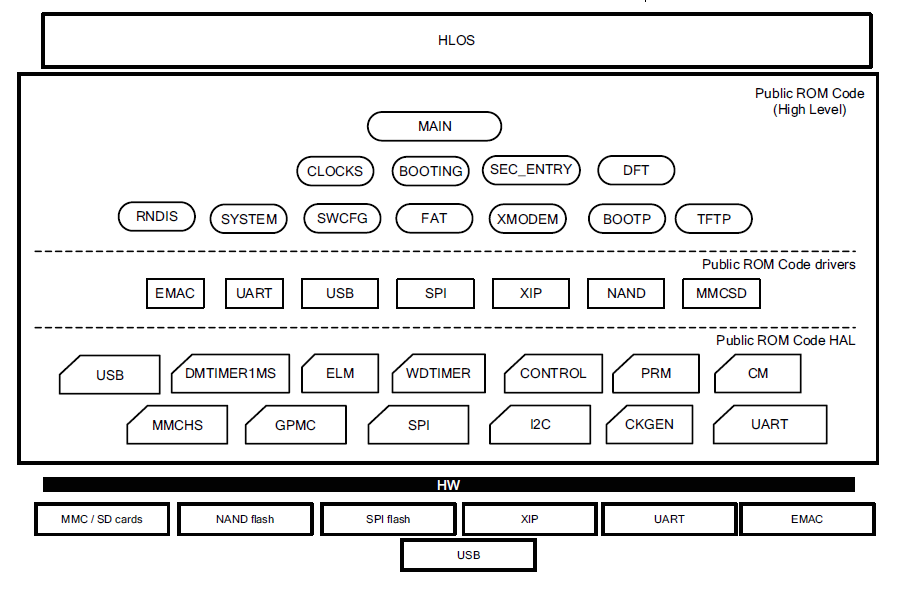 HLOS
Public ROM Code
(High Level)
MAIN
CLOCKS BOOTING SEC_ENTRY DFT
RNDIS SYSTEM SWCFG FAT XMODEM BOOTP TFTP
Public ROM Code drivers
EMAC UART USB SPI XIP NAND MMCSD
Public ROM Code HAL
USB DMTIMER1MS ELM WDTIMER CONTROL PRM CM
MMCHS GPMC SPI I2C CKGEN UART
HW
MMC / SD cards NAND flash SPI flash XIP UART EMAC
USB